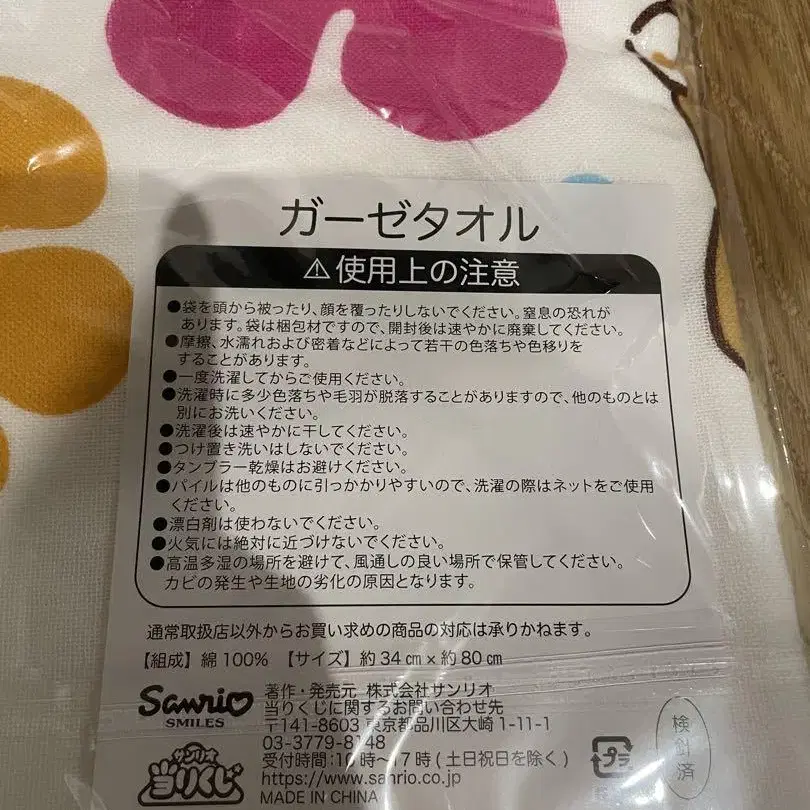 ガーゼタオル
⚠使用上の注意
●袋を頭から被ったり、顔を覆ったりしないでください。窒息の恐れが
あります。袋は梱包材ですので、開封後は速やかに廃棄してください。
●摩擦、水濡れおよび密着などによって若干の色落ちや色移りを
することがあります。
●一度洗濯してからご使用ください。
●洗濯時に多少色落ちや毛羽が脱落することがありますので、他のものとは
別にお洗いください。
●洗濯後は速やかに干してください。
●つけ置き洗いはしないでください。
●タンブラー乾燥はお避けください。
●パイルは他のものに引っかかりやすいので、洗濯の際はネットをご使用
ください。
●漂白剤は使わないでください。
●火気には絶対に近づけないでください。
●高温多湿の場所を避けて、風通しの良い場所で保管してください。
カビの発生や生地の劣化の原因となります。
通常取扱店以外からお買い求めの商品の対応は承りかねます。
【組成】綿100% 【サイズ】約34㎝×約80㎝
Sanrio
SMILES
著作・発売元 株式会社サンリオ
当りくじに関するお問い合わせ先
〒141-8603 東京都品川区大崎1-11-1
03-3779-8148
受付時間:10時〜17時(土日祝日を除く)
https://www.sanrio.co.jp
MADE IN CHINA
サンリオ
当りくじ
プラ
検針済